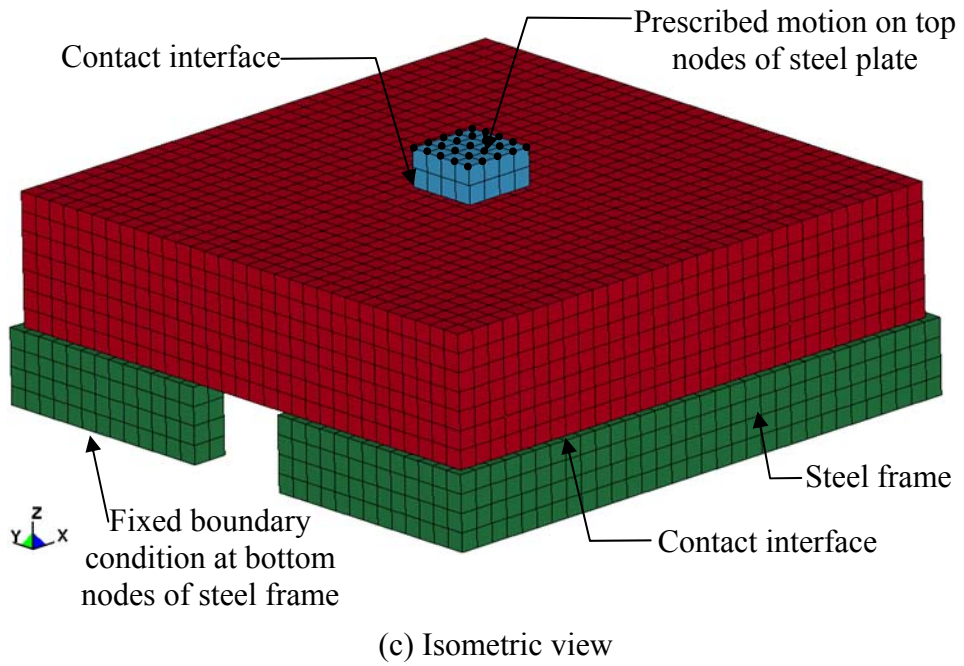 Prescribed motion on top
nodes of steel plate
Contact interface
Steel frame
Contact interface
Fixed boundary
condition at bottom
nodes of steel frame
Z
Y
X
(c) Isometric view